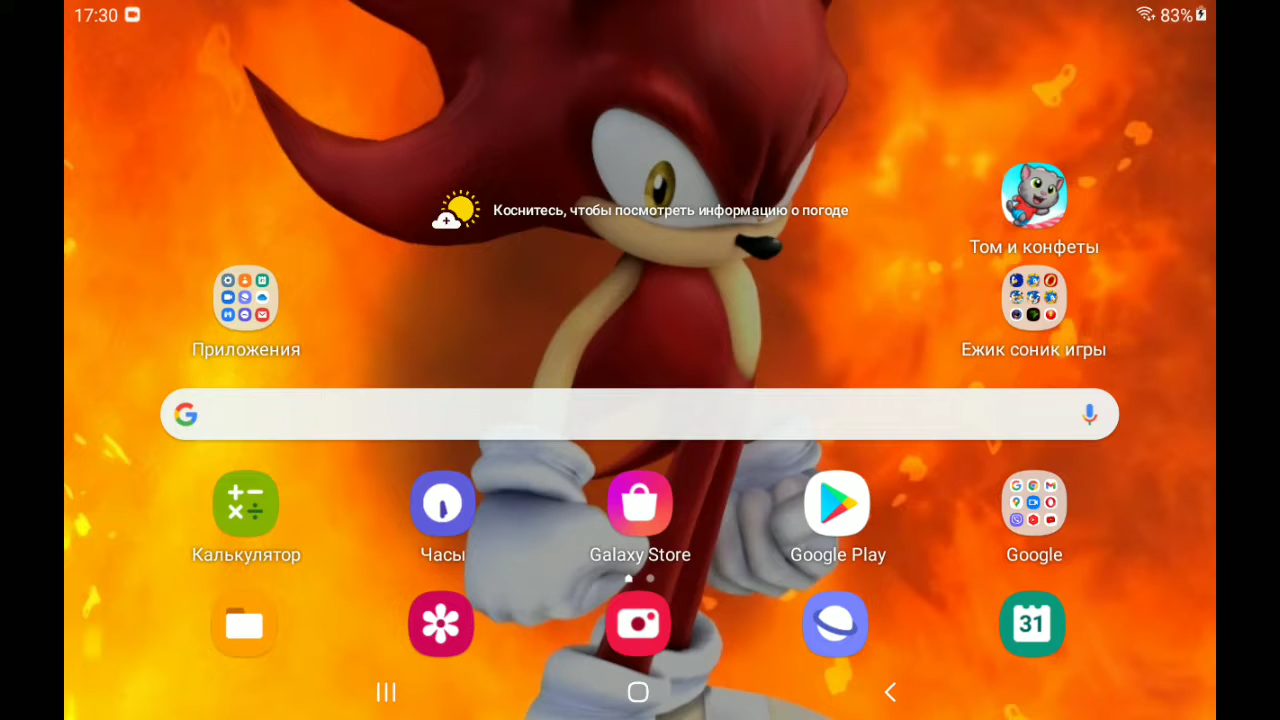 17:30
83%
Коснитесь, чтобы посмотреть информацию о погоде
Том и конфеты
Приложения
Ежик соник игры
Калькулятор
Часы
Galaxy Store
Google Play
Google
31